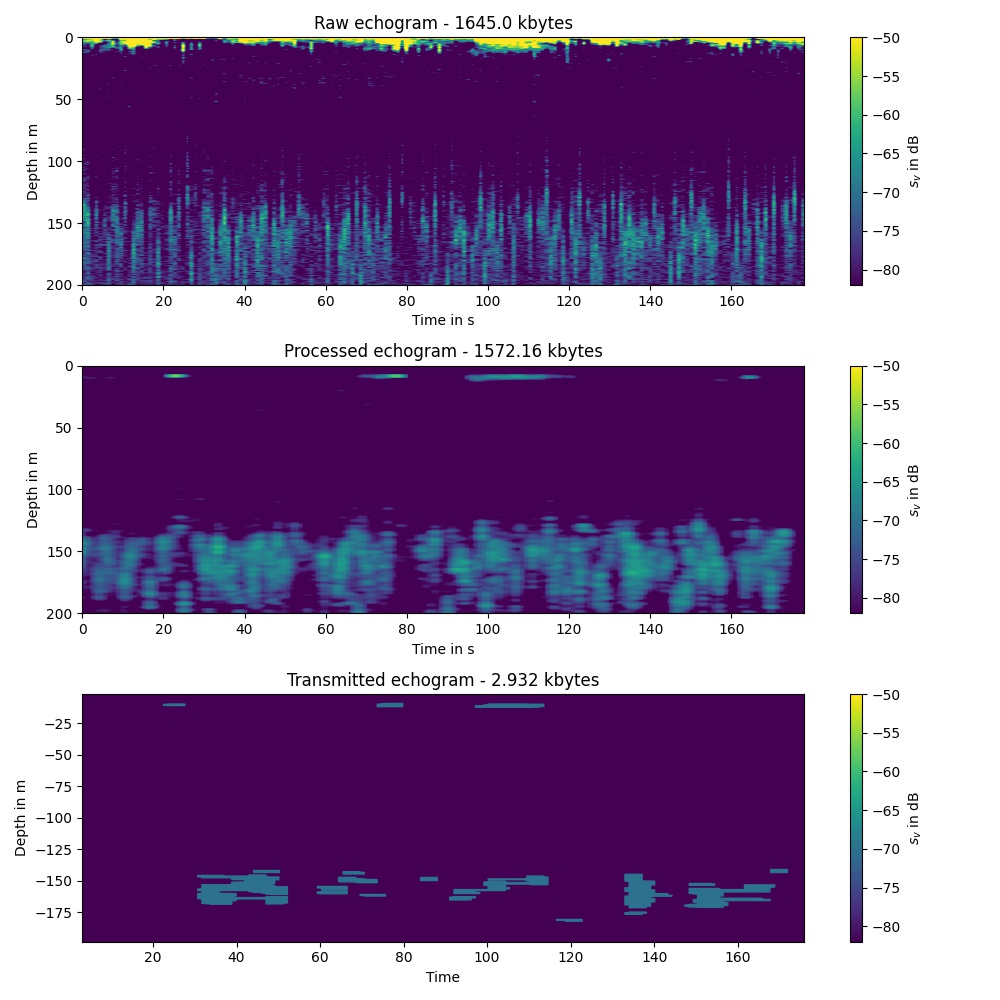 Raw echogram - 1645.0 kbytes
0
50
100
150
200
Depth in m
0 20 40 60 80 100 120 140 160
Time in s
−50
−55
−60
−65
−70
−75
−80
sv in dB
Processed echogram - 1572.16 kbytes
0
50
100
150
200
Depth in m
0 20 40 60 80 100 120 140 160
Time in s
−50
−55
−60
−65
−70
−75
−80
sv in dB
Transmitted echogram - 2.932 kbytes
−25
−50
−75
−100
−125
−150
−175
Depth in m
20 40 60 80 100 120 140 160
Time
−50
−55
−60
−65
−70
−75
−80
sv in dB